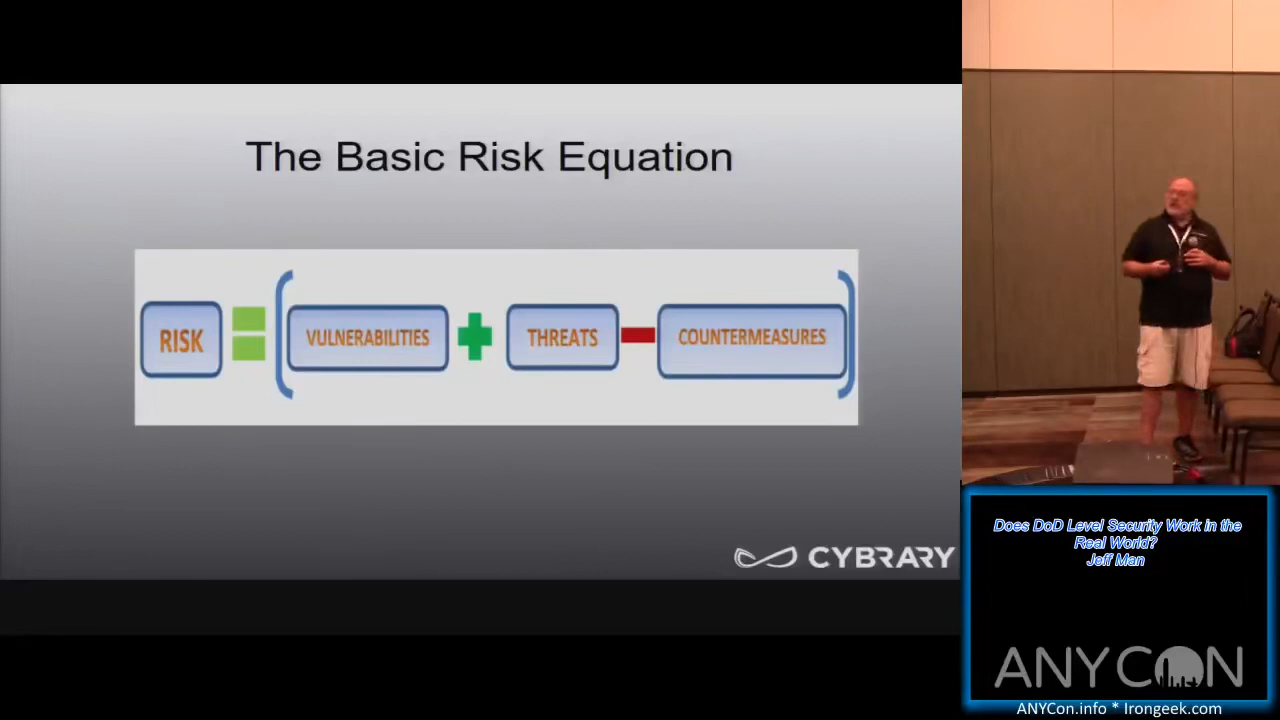 The Basic Risk Equation
RISK = ( VULNERABILITIES + THREATS - COUNTERMEASURES )
CYBRARY
Does DoD Level Security Work in the
Real World?
Jeff Man
ANYCON
ANYCon.info * Irongeek.com